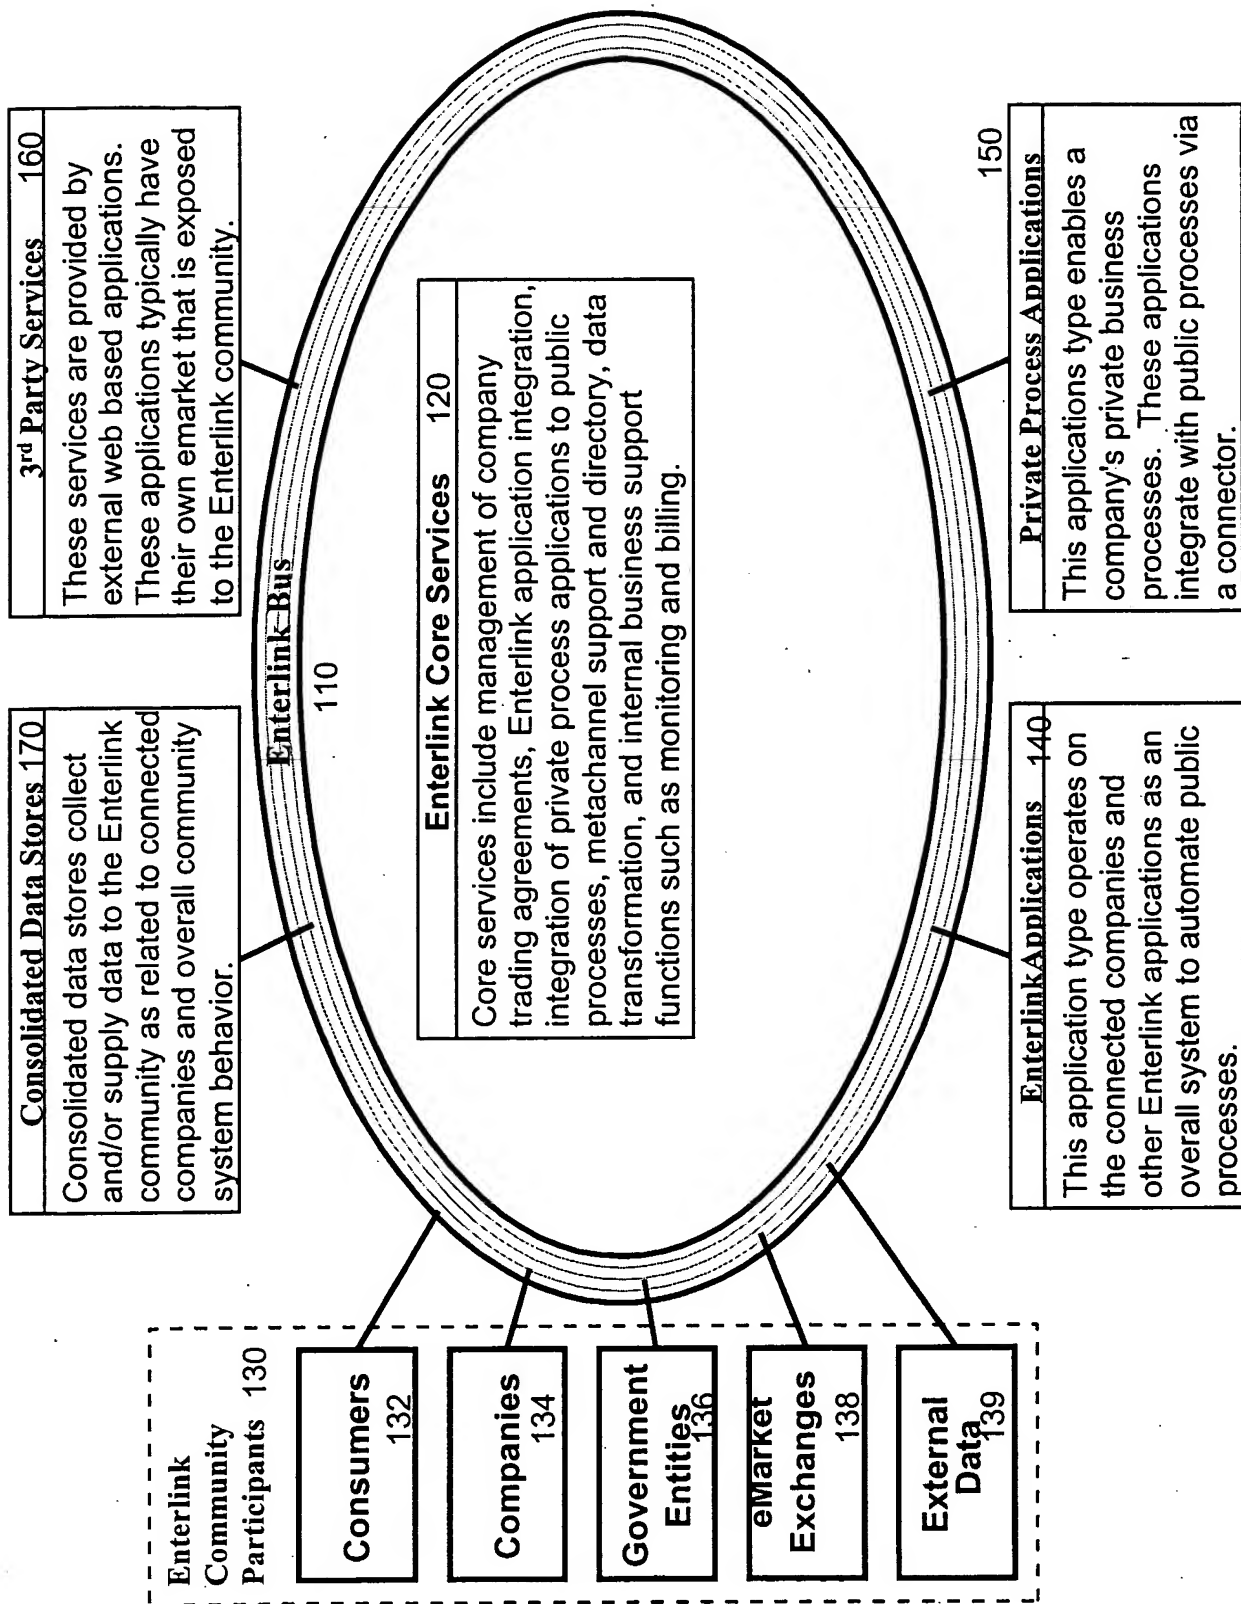 Enterlink
Community
Participants 130
Consumers
132
Companies
134
Government
Entities
136
eMarket
Exchanges
138
External
Data
139
Consolidated Data Stores 170
Consolidated data stores collect
and/or supply data to the Enterlink
community as related to connected
companies and overall community
system behavior.
3rd Party Services 160
These services are provided by
external web based applications.
These applications typically have
their own emarket that is exposed
to the Enterlink community.
Enterlink Bus
110
Enterlink Core Services 120
Core services include management of company
trading agreements, Enterlink application integration,
integration of private process applications to public
processes, metachannel support and directory, data
transformation, and internal business support
functions such as monitoring and billing.
EnterlinkApplications 140
This application type operates on
the connected companies and
other Enterlink applications as an
overall system to automate public
processes.
150
Private Process Applications
This applications type enables a
company's private business
processes. These applications
integrate with public processes via
a connector.